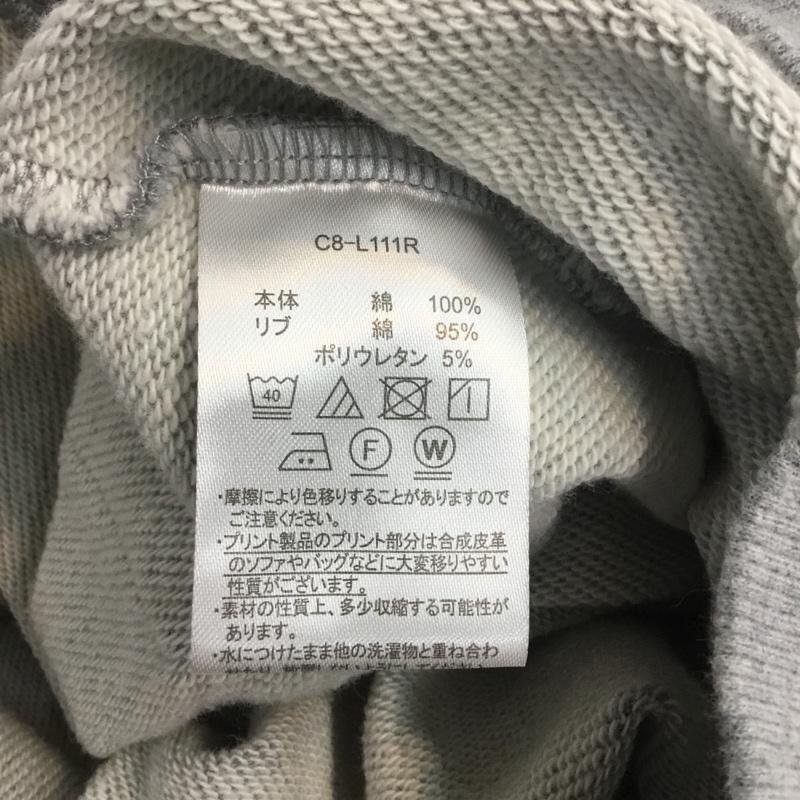 C8-L111R
本体 綿 100%
リブ 綿 95%
ポリウレタン 5%
40
F W
・摩擦により色移りすることがありますので
ご注意ください。
・プリント製品のプリント部分は合成皮革
のソファやバッグなどに大変移りやすい
性質がございます。
・素材の性質上、多少収縮する可能性が
あります。
・水につけたまま他の洗濯物と重ね合わ